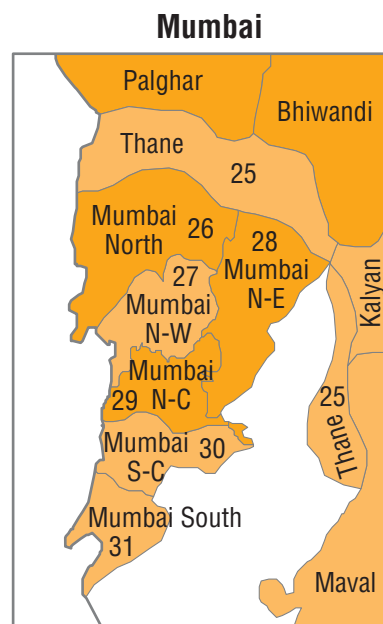 Mumbai
Palghar
Bhiwandi
Thane
25
Mumbai
North
26
28
Mumbai
N-E
27
Mumbai
N-W
Kalyan
Mumbai
N-C
29
25
Thane
Mumbai
S-C
30
Mumbai South
31
Maval